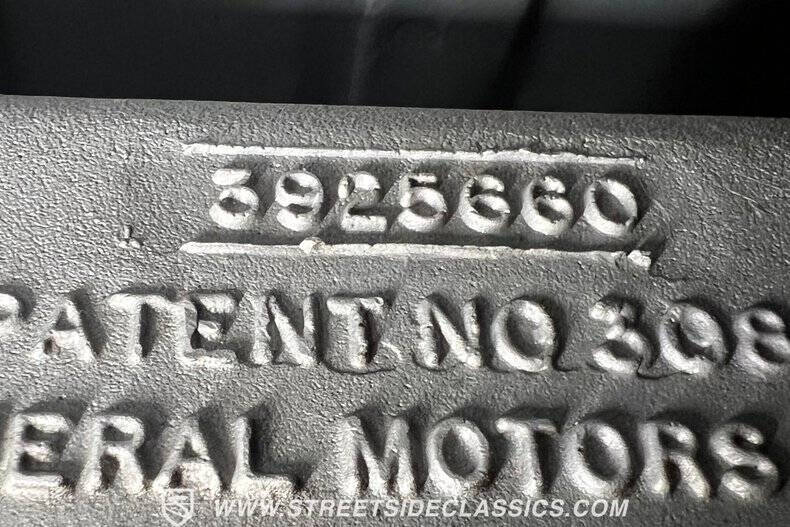 3925660
PATENT NO 308
ERAL MOTORS
WWW.STREETSIDECLASSICS.COM